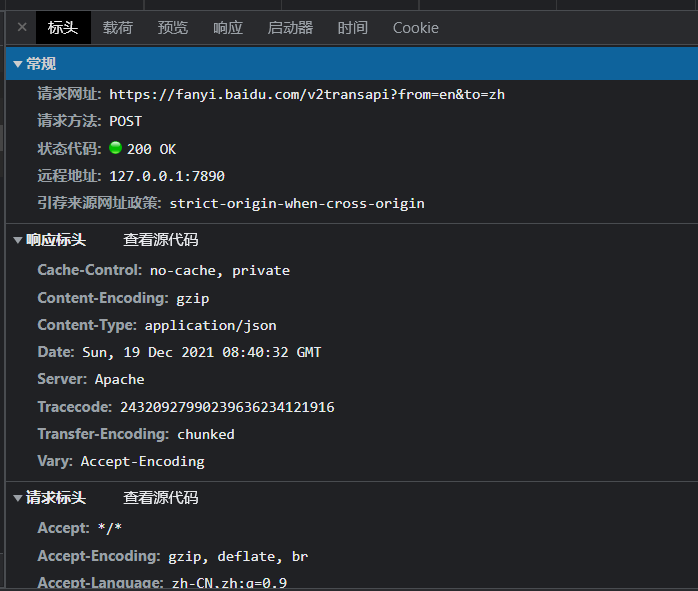 × 标头 载荷 预览 响应 启动器 时间 Cookie
▼常规
请求网址: https://fanyi.baidu.com/v2transapi?from=en&to=zh
请求方法: POST
状态代码: 200 OK
远程地址: 127.0.0.1:7890
引荐来源网址政策: strict-origin-when-cross-origin
▼响应标头 查看源代码
Cache-Control: no-cache, private
Content-Encoding: gzip
Content-Type: application/json
Date: Sun, 19 Dec 2021 08:40:32 GMT
Server: Apache
Tracecode: 24320927990239636234121916
Transfer-Encoding: chunked
Vary: Accept-Encoding
▼请求标头 查看源代码
Accept: */*
Accept-Encoding: gzip, deflate, br
Accept-Language: zh-CN,zh;q=0.9